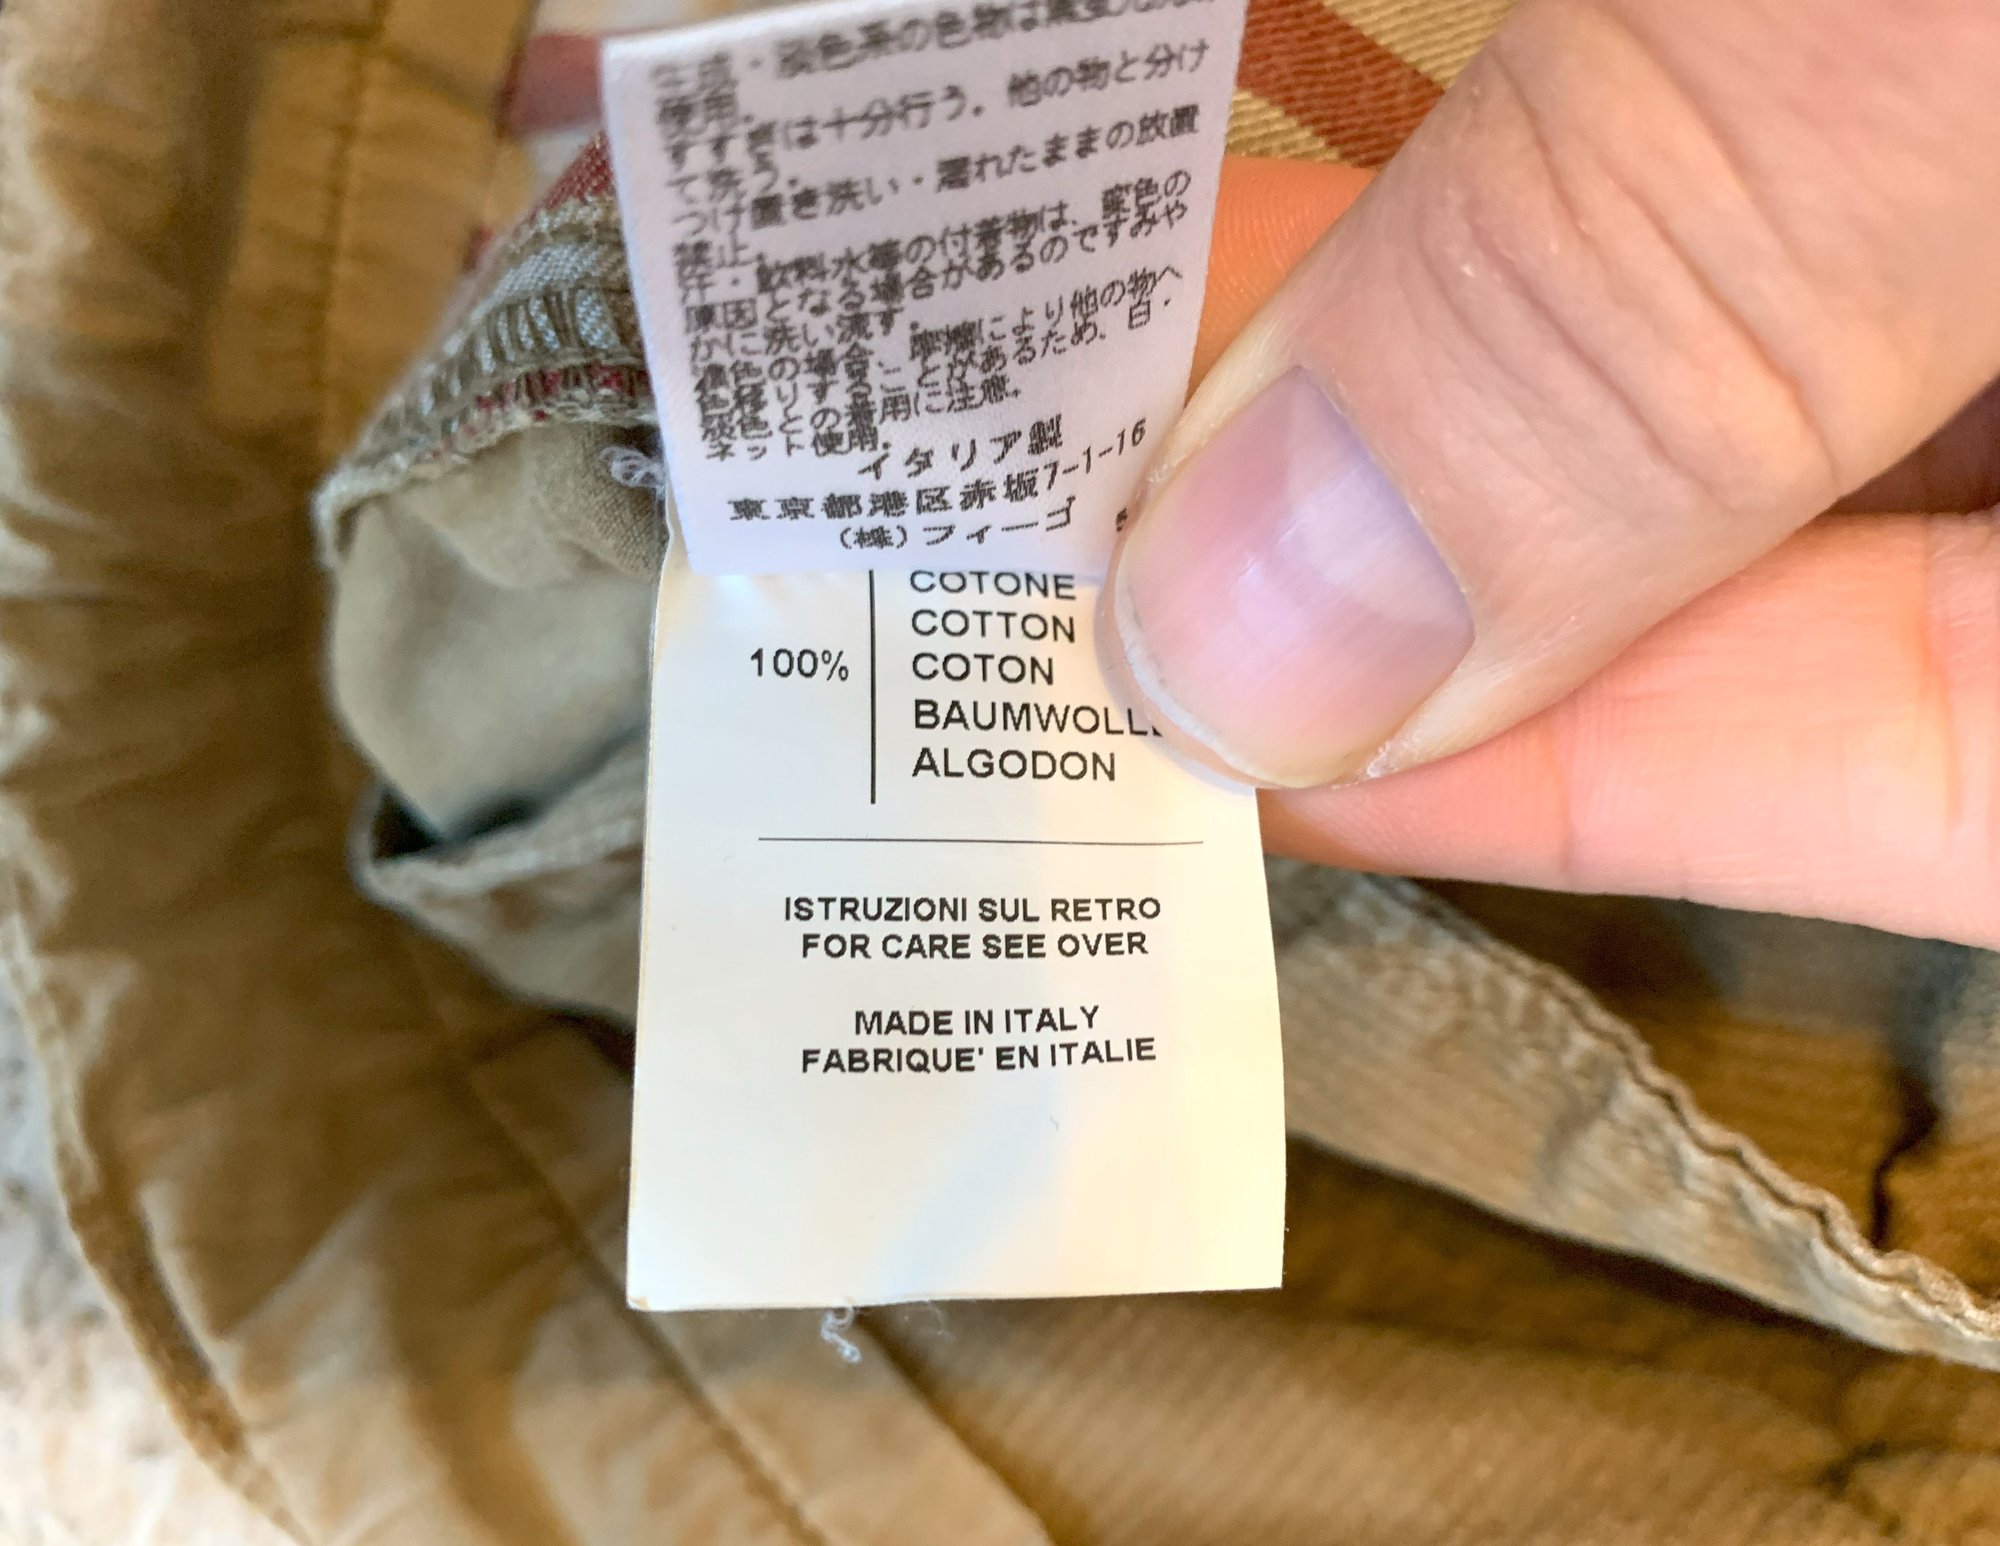 生成・淡色系の色物は
使用。
すすぎは十分行う。他の物と分け
て洗う。
つけ置き洗い・濡れたままの放置
禁止。
汗・飲料水等の付着物は、変色の
原因となる場合があるのですみや
かに洗い流す。
濃色の場合、摩擦により他の物へ
色移りすることがあるため、白・
淡色との着用に注意。
ネット使用。
イタリア製
東京都港区赤坂7-1-16
(株)フィーゴ
COTONE
COTTON
100% COTON
BAUMWOLL
ALGODON
ISTRUZIONI SUL RETRO
FOR CARE SEE OVER
MADE IN ITALY
FABRIQUE' EN ITALIE